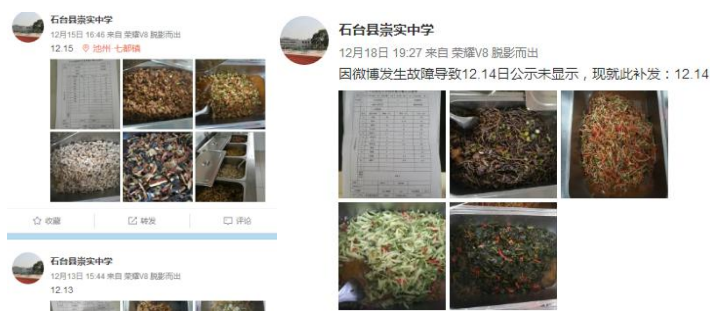 石台县崇实中学
12月15日 16:46 来自 荣耀V8 脱影而出
12.15 池州·七都镇
收藏
转发
评论
石台县崇实中学
12月13日 15:44 来自 荣耀V8 脱影而出
12.13
石台县崇实中学
12月18日 19:27 来自 荣耀V8 脱影而出
因微博发生故障导致12.14日公示未显示，现就此补发：12.14